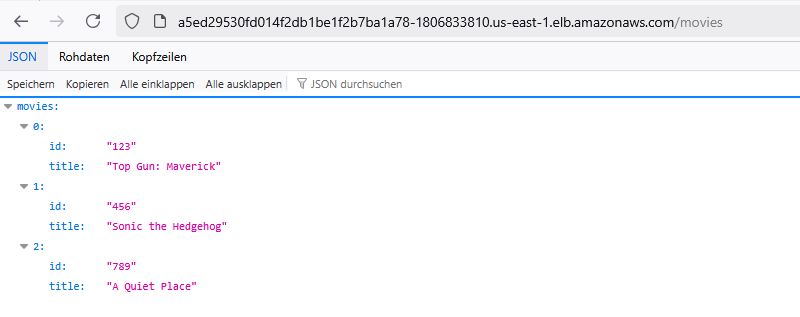 a5ed29530fd014f2db1be1f2b7ba1a78-1806833810.us-east-1.elb.amazonaws.com/movies
JSON Rohdaten Kopfzeilen
Speichern Kopieren Alle einklappen Alle ausklappen JSON durchsuchen
movies:
0:
id: "123"
title: "Top Gun: Maverick"
1:
id: "456"
title: "Sonic the Hedgehog"
2:
id: "789"
title: "A Quiet Place"